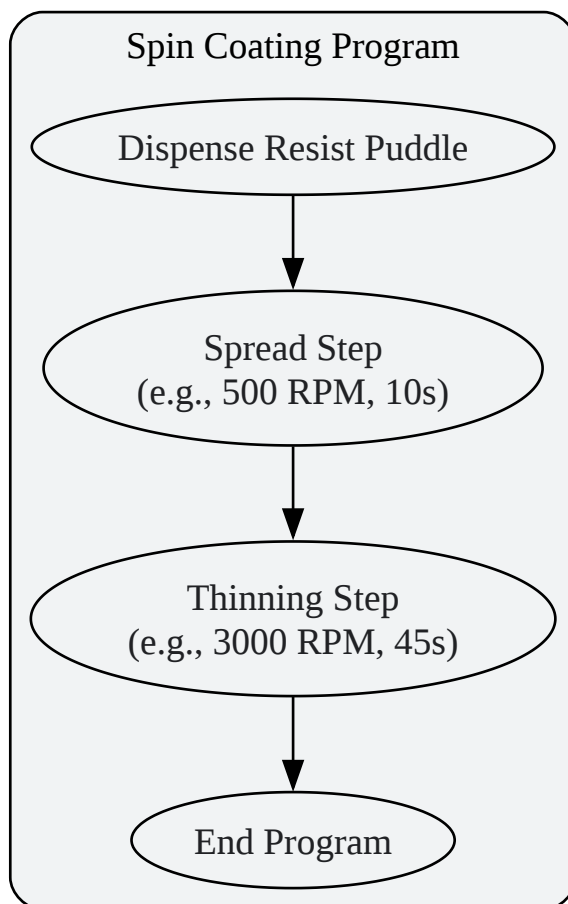 Spin Coating Program
Dispense Resist Puddle
Spread Step
(e.g., 500 RPM, 10s)
Thinning Step
(e.g., 3000 RPM, 45s)
End Program